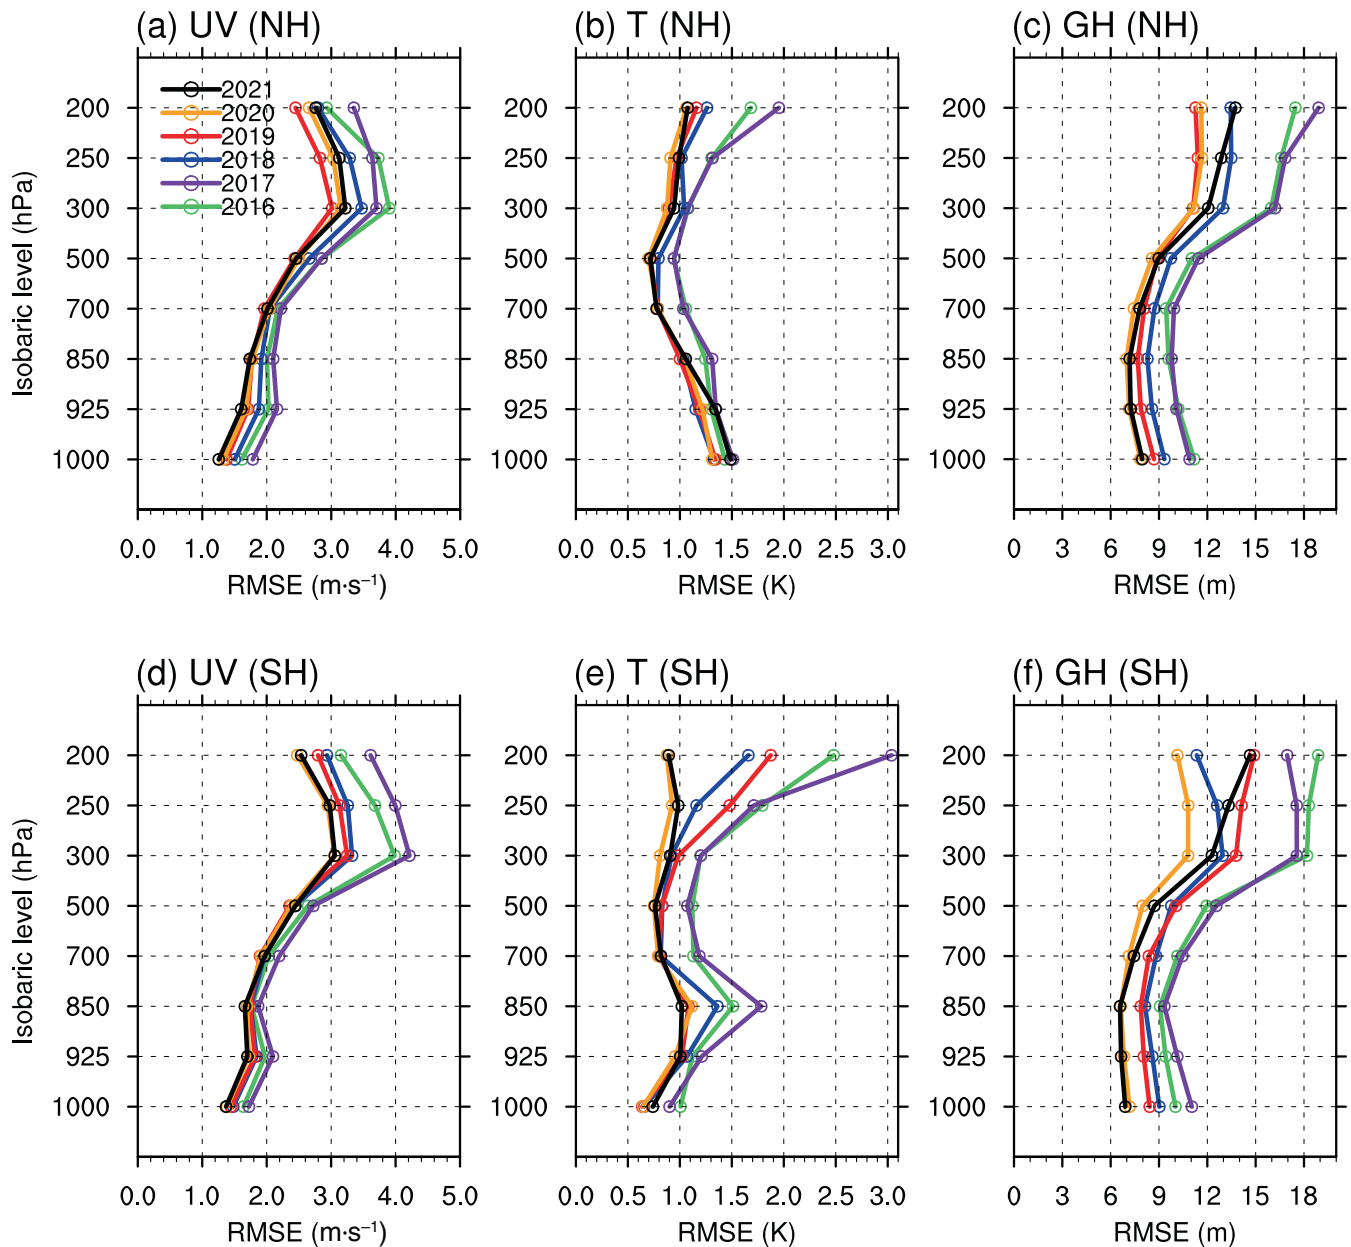 (a) UV (NH)
(b) T (NH)
(c) GH (NH)
Isobaric level (hPa)
200
250
300
500
700
850
925
1000
2021
2020
2019
2018
2017
2016
0.0 1.0 2.0 3.0 4.0 5.0
RMSE (m·s⁻¹)
200
250
300
500
700
850
925
1000
0.0 0.5 1.0 1.5 2.0 2.5 3.0
RMSE (K)
200
250
300
500
700
850
925
1000
0 3 6 9 12 15 18
RMSE (m)
(d) UV (SH)
(e) T (SH)
(f) GH (SH)
Isobaric level (hPa)
200
250
300
500
700
850
925
1000
0.0 1.0 2.0 3.0 4.0 5.0
RMSE (m·s⁻¹)
200
250
300
500
700
850
925
1000
0.0 0.5 1.0 1.5 2.0 2.5 3.0
RMSE (K)
200
250
300
500
700
850
925
1000
0 3 6 9 12 15 18
RMSE (m)